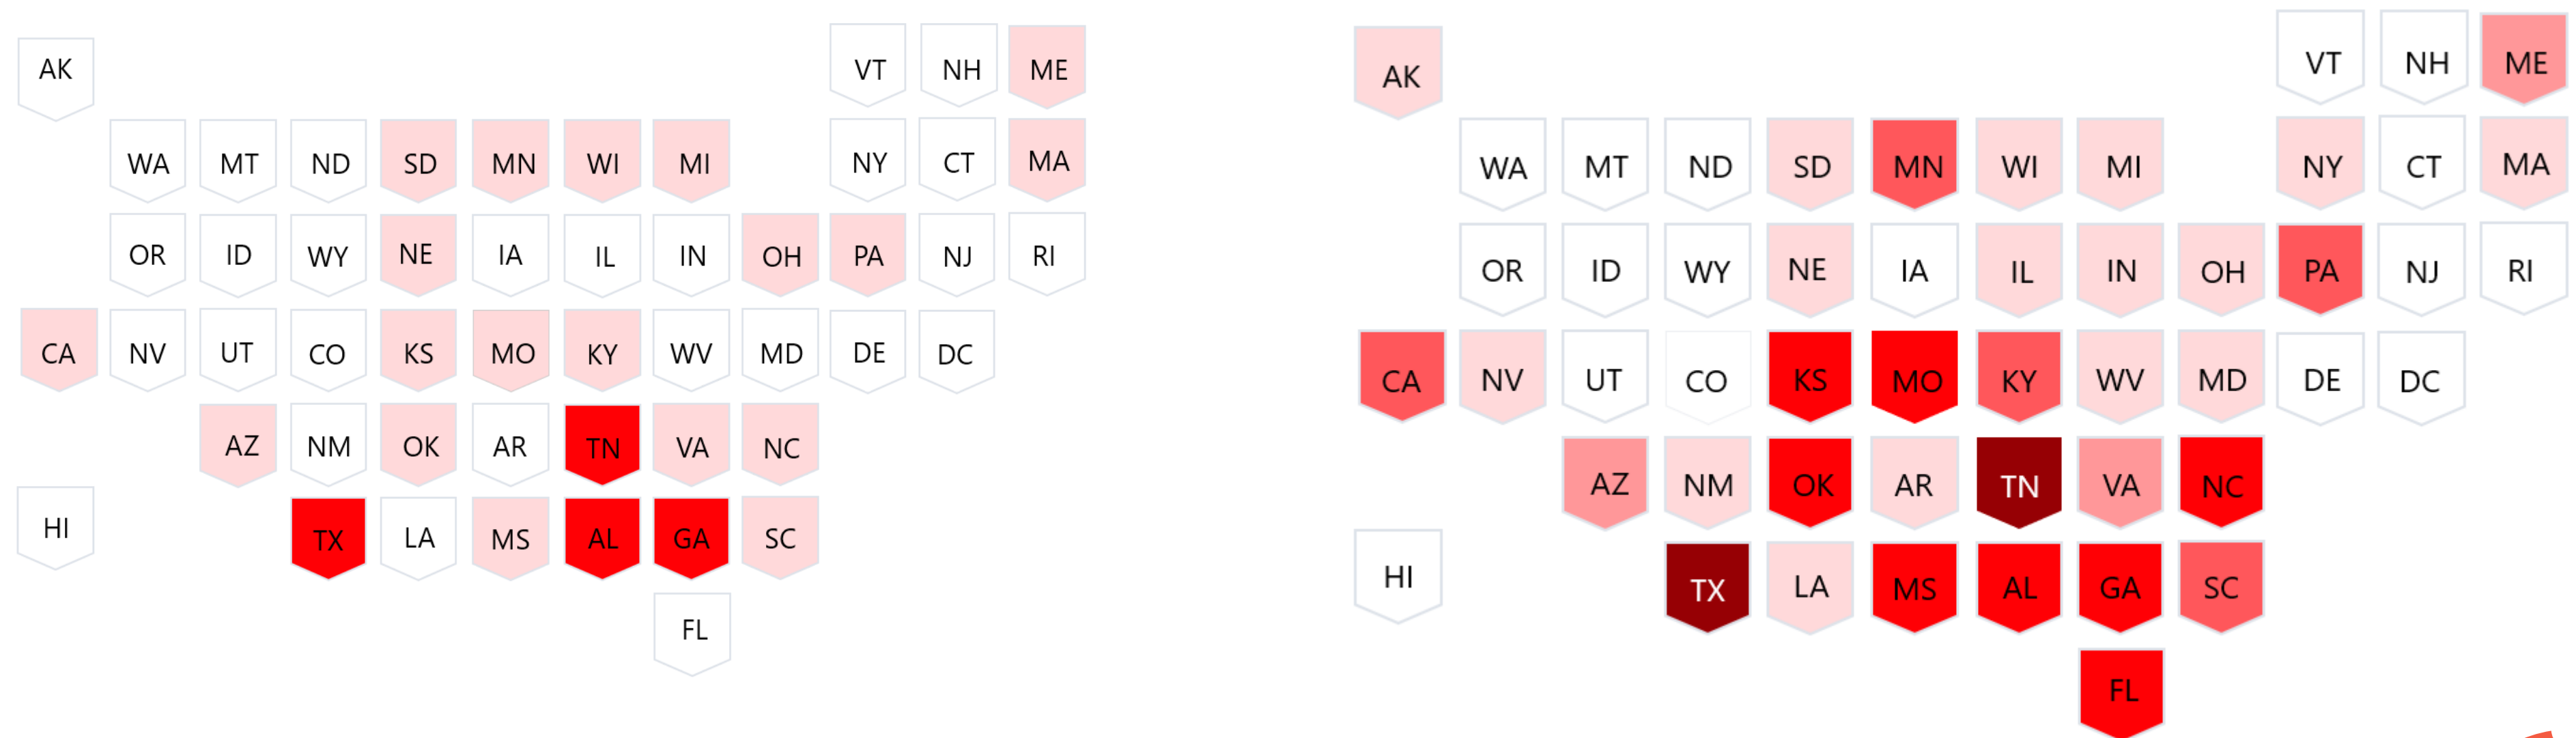 AK VT NH ME
WA MT ND SD MN WI MI NY CT MA
OR ID WY NE IA IL IN OH PA NJ RI
CA NV UT CO KS MO KY WV MD DE DC
AZ NM OK AR TN VA NC
HI TX LA MS AL GA SC
FL
AK VT NH ME
WA MT ND SD MN WI MI NY CT MA
OR ID WY NE IA IL IN OH PA NJ RI
CA NV UT CO KS MO KY WV MD DE DC
AZ NM OK AR TN VA NC
HI TX LA MS AL GA SC
FL